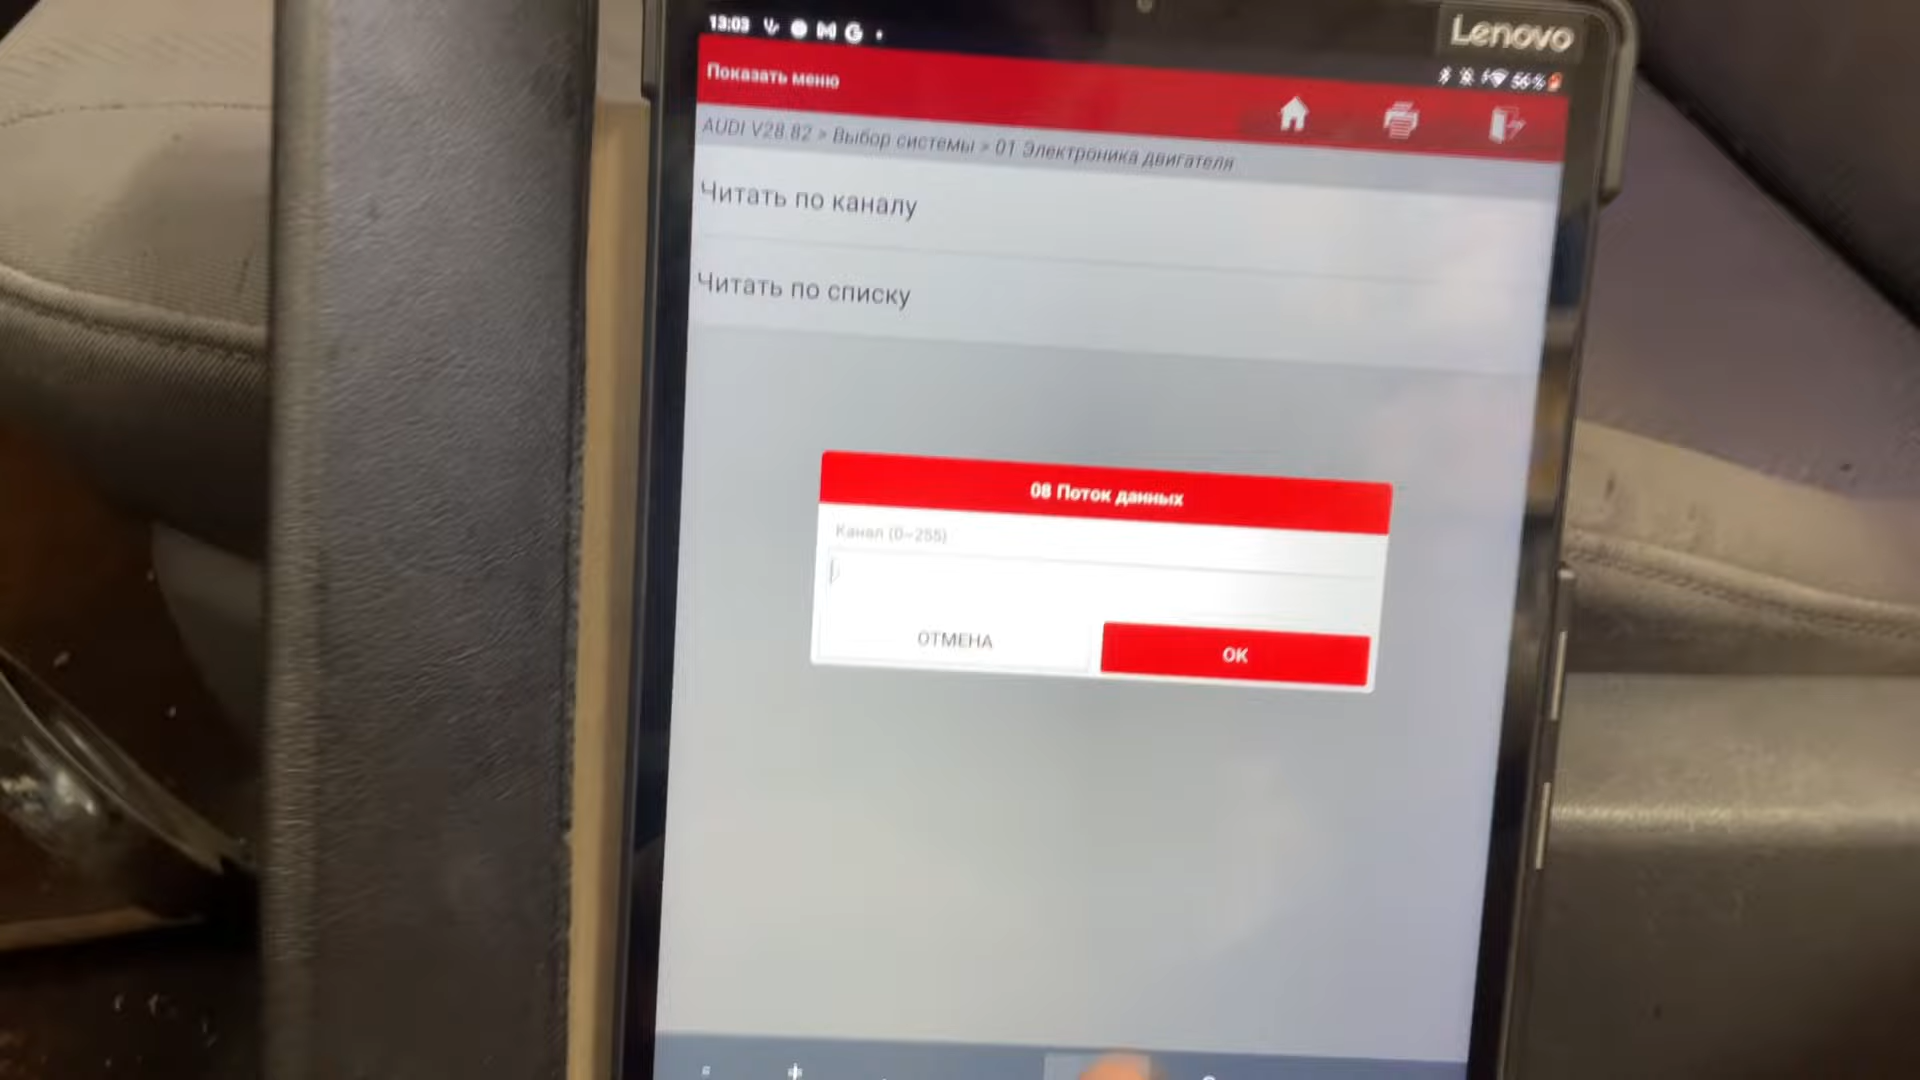 13:03
Lenovo
56%
Показать меню
AUDI V28.82 > Выбор системы > 01 Электроника двигателя
Читать по каналу
Читать по списку
08 Поток данных
Канал (0~255)
ОТМЕНА
OK